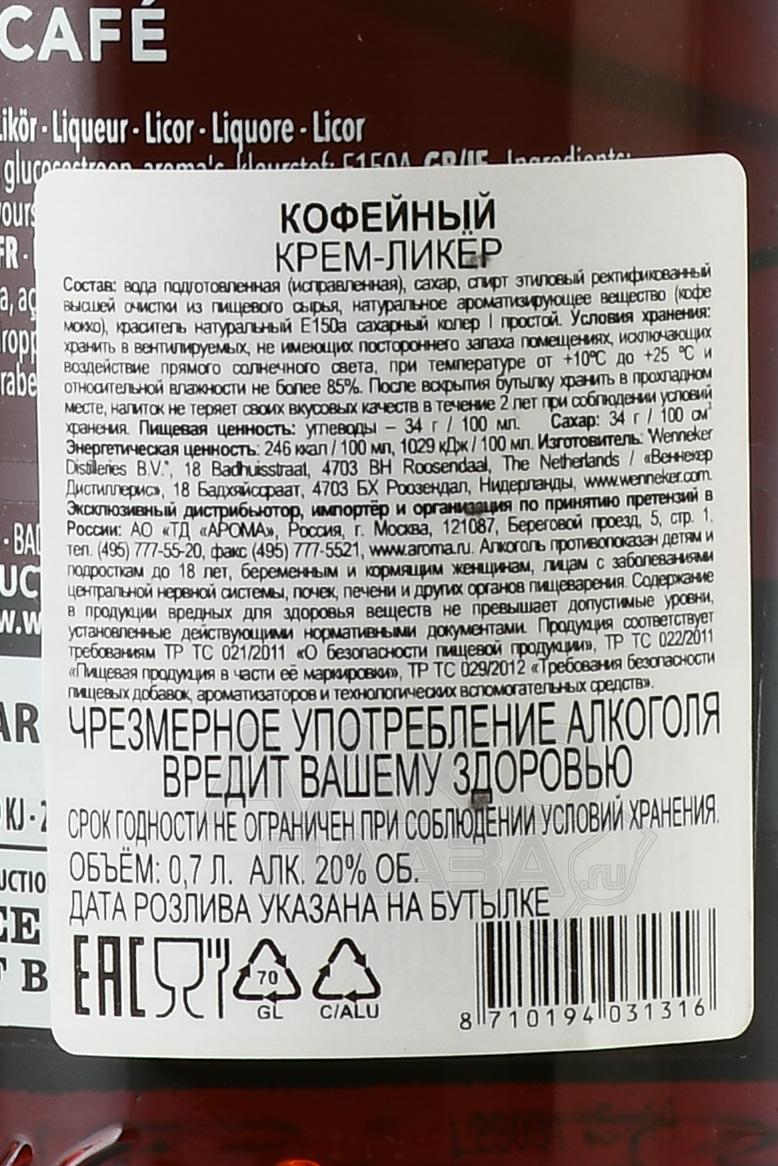 CAFÉ
Likör · Liqueur · Licor · Liquore · Licor
КОФЕЙНЫЙ
КРЕМ-ЛИКЁР
Состав: вода подготовленная (исправленная), сахар, спирт этиловый ректификованный
высшей очистки из пищевого сырья, натуральное ароматизирующее вещество (кофе
мокко), краситель натуральный E150a сахарный колер I простой. Условия хранения:
хранить в вентилируемых, не имеющих постороннего запаха помещениях, исключающих
воздействие прямого солнечного света, при температуре от +10°C до +25 °C и
относительной влажности не более 85%. После вскрытия бутылку хранить в прохладном
месте, напиток не теряет своих вкусовых качеств в течение 2 лет при соблюдении условий
хранения. Пищевая ценность: углеводы – 34 г / 100 мл. Сахар: 34 г / 100 см³
Энергетическая ценность: 246 ккал / 100 мл, 1029 кДж / 100 мл. Изготовитель: Wenneker
Distilleries B.V.", 18 Badhuisstraat, 4703 BH Roosendaal, The Netherlands / «Веннекер
Дистиллерис», 18 Бадхяйсстраат, 4703 БХ Роозендал, Нидерланды, www.wenneker.com.
Эксклюзивный дистрибьютор, импортёр и организация по принятию претензий в
России: АО «ТД «АРОМА», Россия, г. Москва, 121087, Береговой проезд, 5, стр. 1,
тел. (495) 777-55-20, факс (495) 777-5521, www.aroma.ru. Алкоголь противопоказан детям и
подросткам до 18 лет, беременным и кормящим женщинам, лицам с заболеваниями
центральной нервной системы, почек, печени и других органов пищеварения. Содержание
в продукции вредных для здоровья веществ не превышает допустимые уровни,
установленные действующими нормативными документами. Продукция соответствует
требованиям ТР ТС 021/2011 «О безопасности пищевой продукции», ТР ТС 022/2011
«Пищевая продукция в части её маркировки», ТР ТС 029/2012 «Требования безопасности
пищевых добавок, ароматизаторов и технологических вспомогательных средств».
ЧРЕЗМЕРНОЕ УПОТРЕБЛЕНИЕ АЛКОГОЛЯ
ВРЕДИТ ВАШЕМУ ЗДОРОВЬЮ
СРОК ГОДНОСТИ НЕ ОГРАНИЧЕН ПРИ СОБЛЮДЕНИИ УСЛОВИЙ ХРАНЕНИЯ.
ОБЪЁМ: 0,7 Л. АЛК. 20% ОБ.
ДАТА РОЗЛИВА УКАЗАНА НА БУТЫЛКЕ
EAC 70 GL C/ALU
8 710194 031316